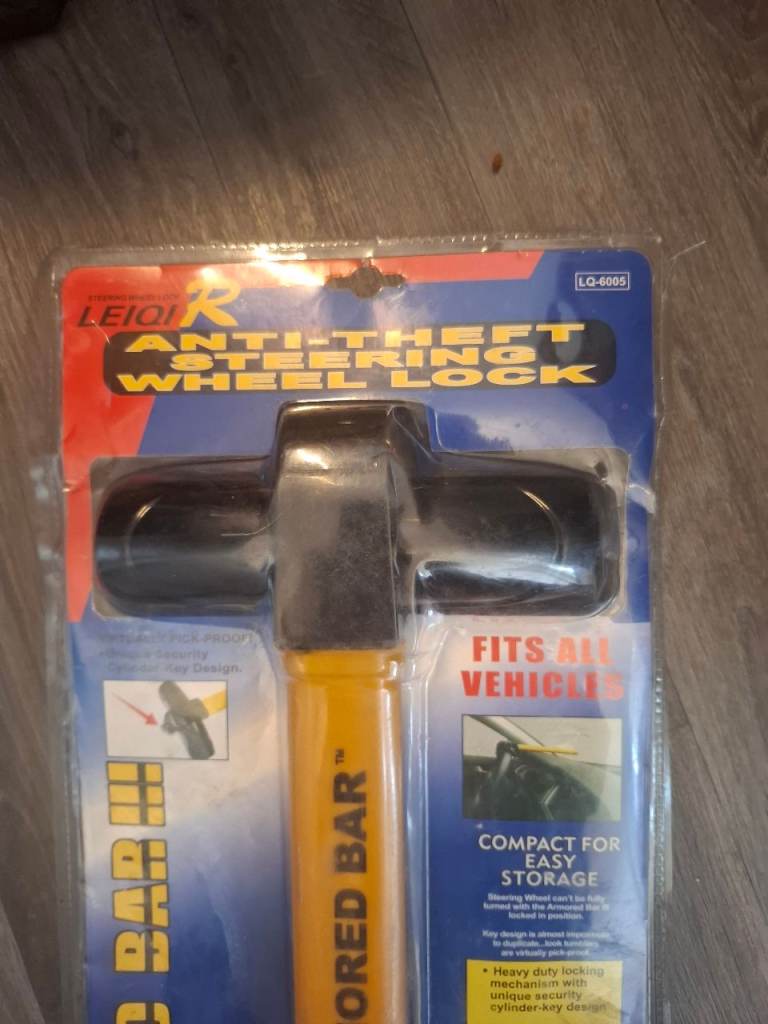 STEERING WHEEL LOCK
LEIQI R
LQ-6005
ANTI-THEFT
STEERING
WHEEL LOCK
PICK-PROOF!
Unique Security
Cylinder-Key Design.
BAR !!!
ORED BAR™
FITS ALL
VEHICLES
COMPACT FOR
EASY
STORAGE
Steering Wheel can't be fully
turned with the Armored Bar
locked in position.
Key design is almost impossible
to duplicate...lock tumblers
are virtually pick-proof
• Heavy duty locking
mechanism with
unique security
cylinder-key design